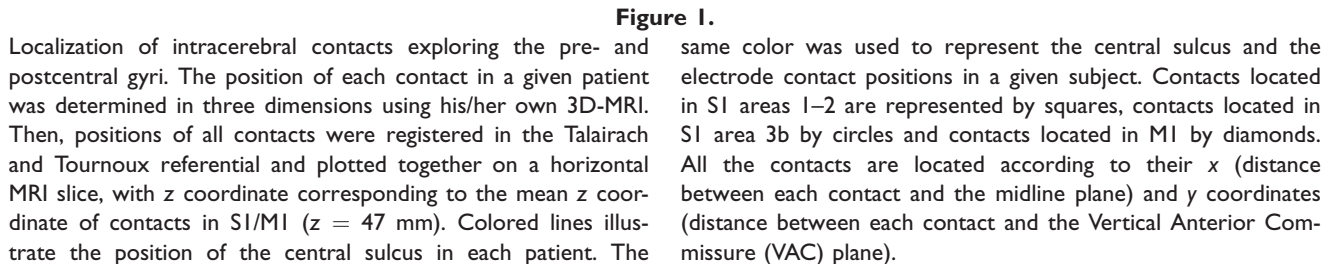 Figure 1.
Localization of intracerebral contacts exploring the pre- and
postcentral gyri. The position of each contact in a given patient
was determined in three dimensions using his/her own 3D-MRI.
Then, positions of all contacts were registered in the Talairach
and Tournoux referential and plotted together on a horizontal
MRI slice, with z coordinate corresponding to the mean z coor-
dinate of contacts in S1/M1 (z = 47 mm). Colored lines illus-
trate the position of the central sulcus in each patient. The
same color was used to represent the central sulcus and the
electrode contact positions in a given subject. Contacts located
in S1 areas 1–2 are represented by squares, contacts located in
S1 area 3b by circles and contacts located in M1 by diamonds.
All the contacts are located according to their x (distance
between each contact and the midline plane) and y coordinates
(distance between each contact and the Vertical Anterior Com-
missure (VAC) plane).